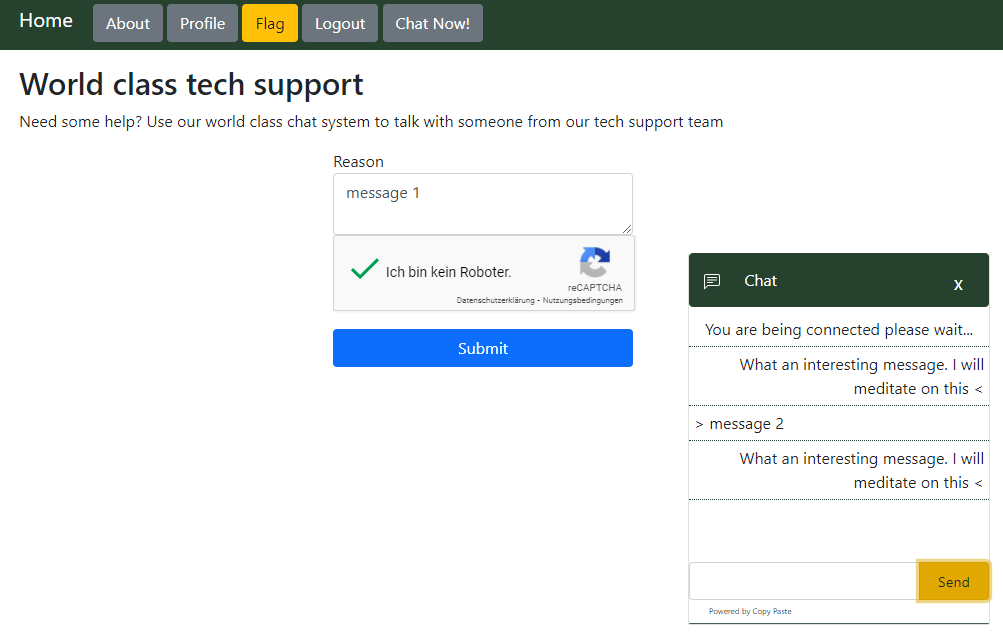 Home About Profile Flag Logout Chat Now!
World class tech support
Need some help? Use our world class chat system to talk with someone from our tech support team
Reason
message 1
Ich bin kein Roboter.
reCAPTCHA
Datenschutzerklärung - Nutzungsbedingungen
Submit
Chat x
You are being connected please wait...
What an interesting message. I will
meditate on this <
> message 2
What an interesting message. I will
meditate on this <
Send
Powered by Copy Paste